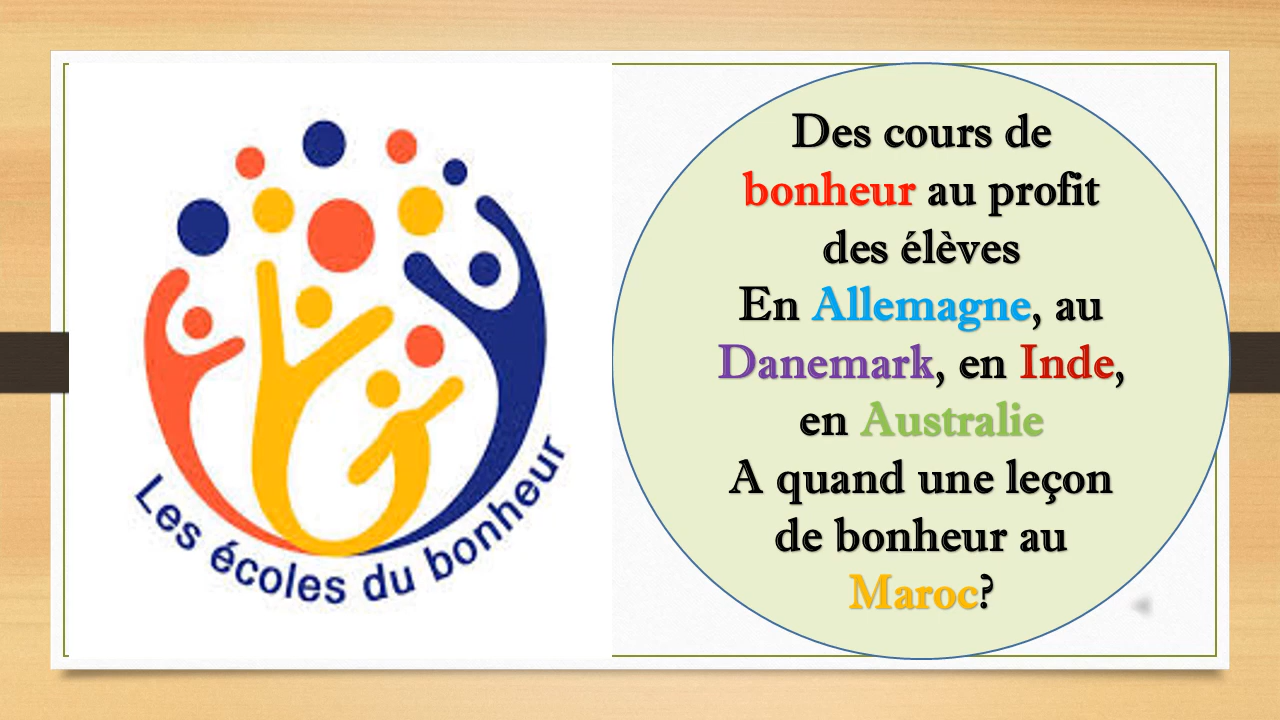 Les écoles du bonheur
Des cours de
bonheur au profit
des élèves
En Allemagne, au
Danemark, en Inde,
en Australie
A quand une leçon
de bonheur au
Maroc?